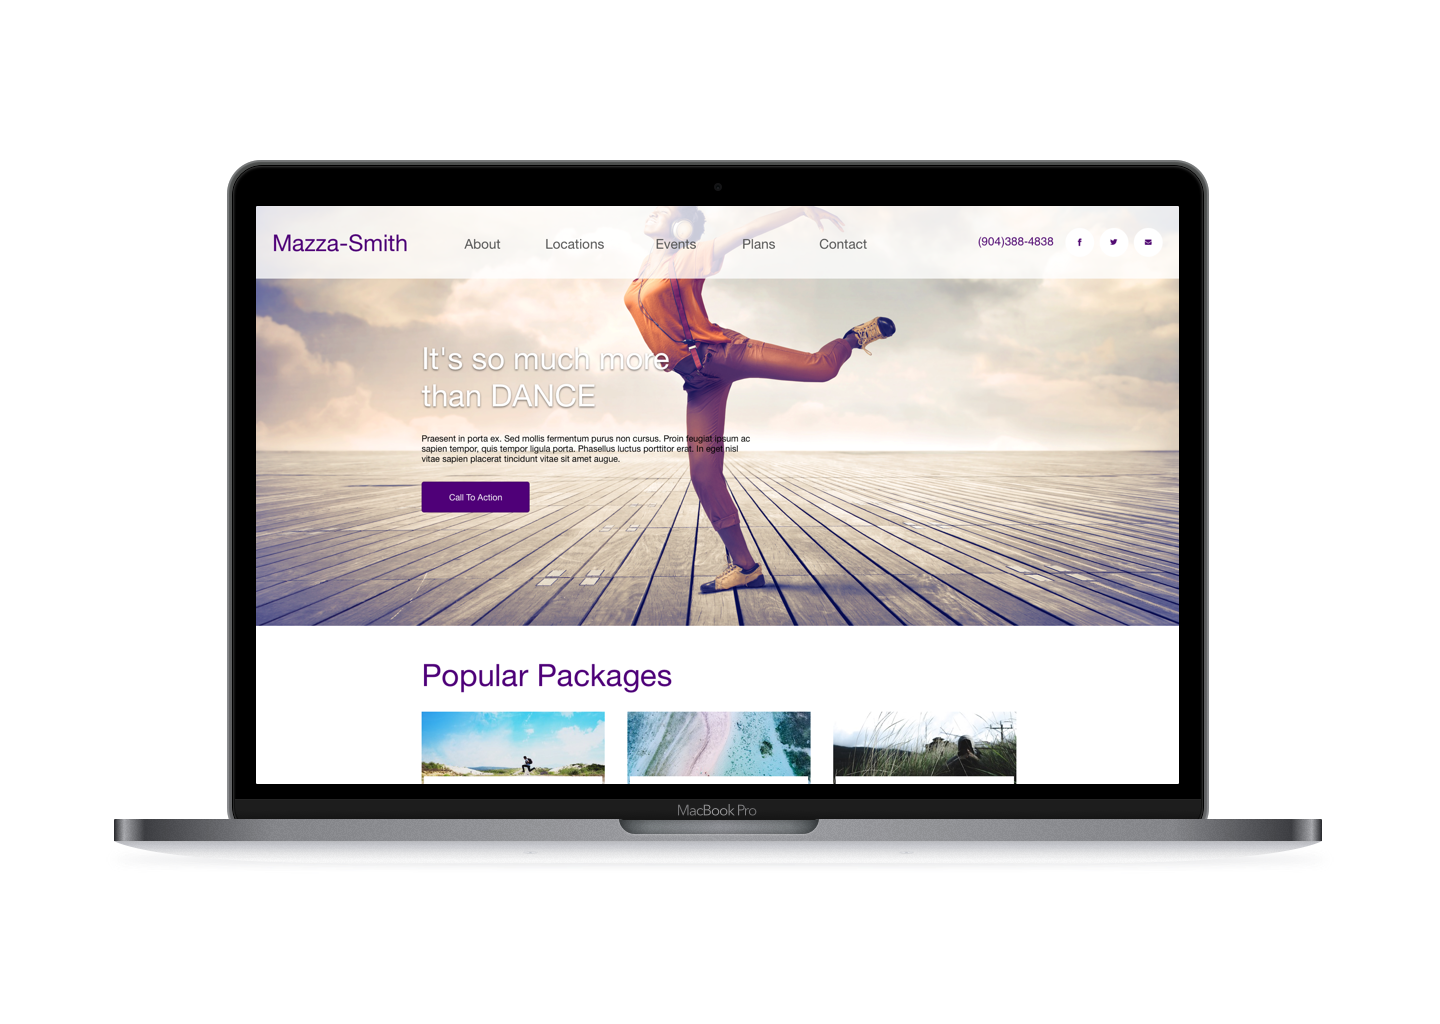 Mazza-Smith
About
Locations
Events
Plans
Contact
(904)388-4838
It's so much more
than DANCE
Praesent in porta ex. Sed mollis fermentum purus non cursus. Proin feugiat ipsum ac
sapien tempor, quis tempor ligula porta. Phasellus luctus porttitor erat. In eget nisl
vitae sapien placerat tincidunt vitae sit amet augue.
Call To Action
Popular Packages
MacBook Pro